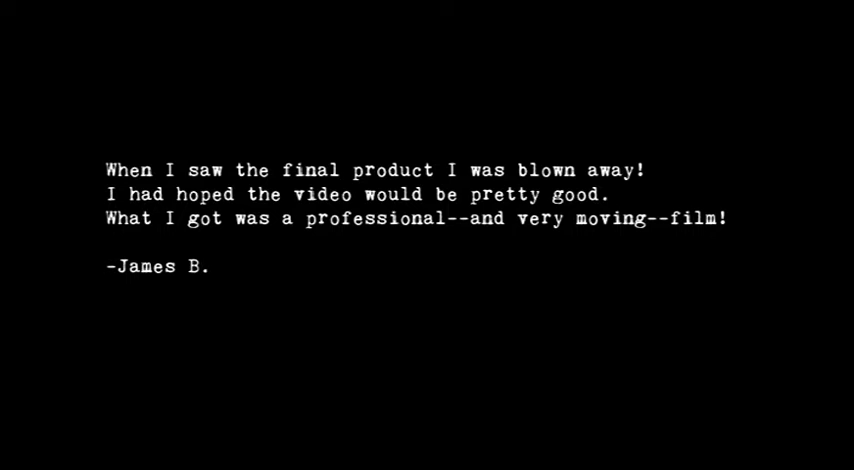 When I saw the final product I was blown away!
I had hoped the video would be pretty good.
What I got was a professional--and very moving--film!
-James B.